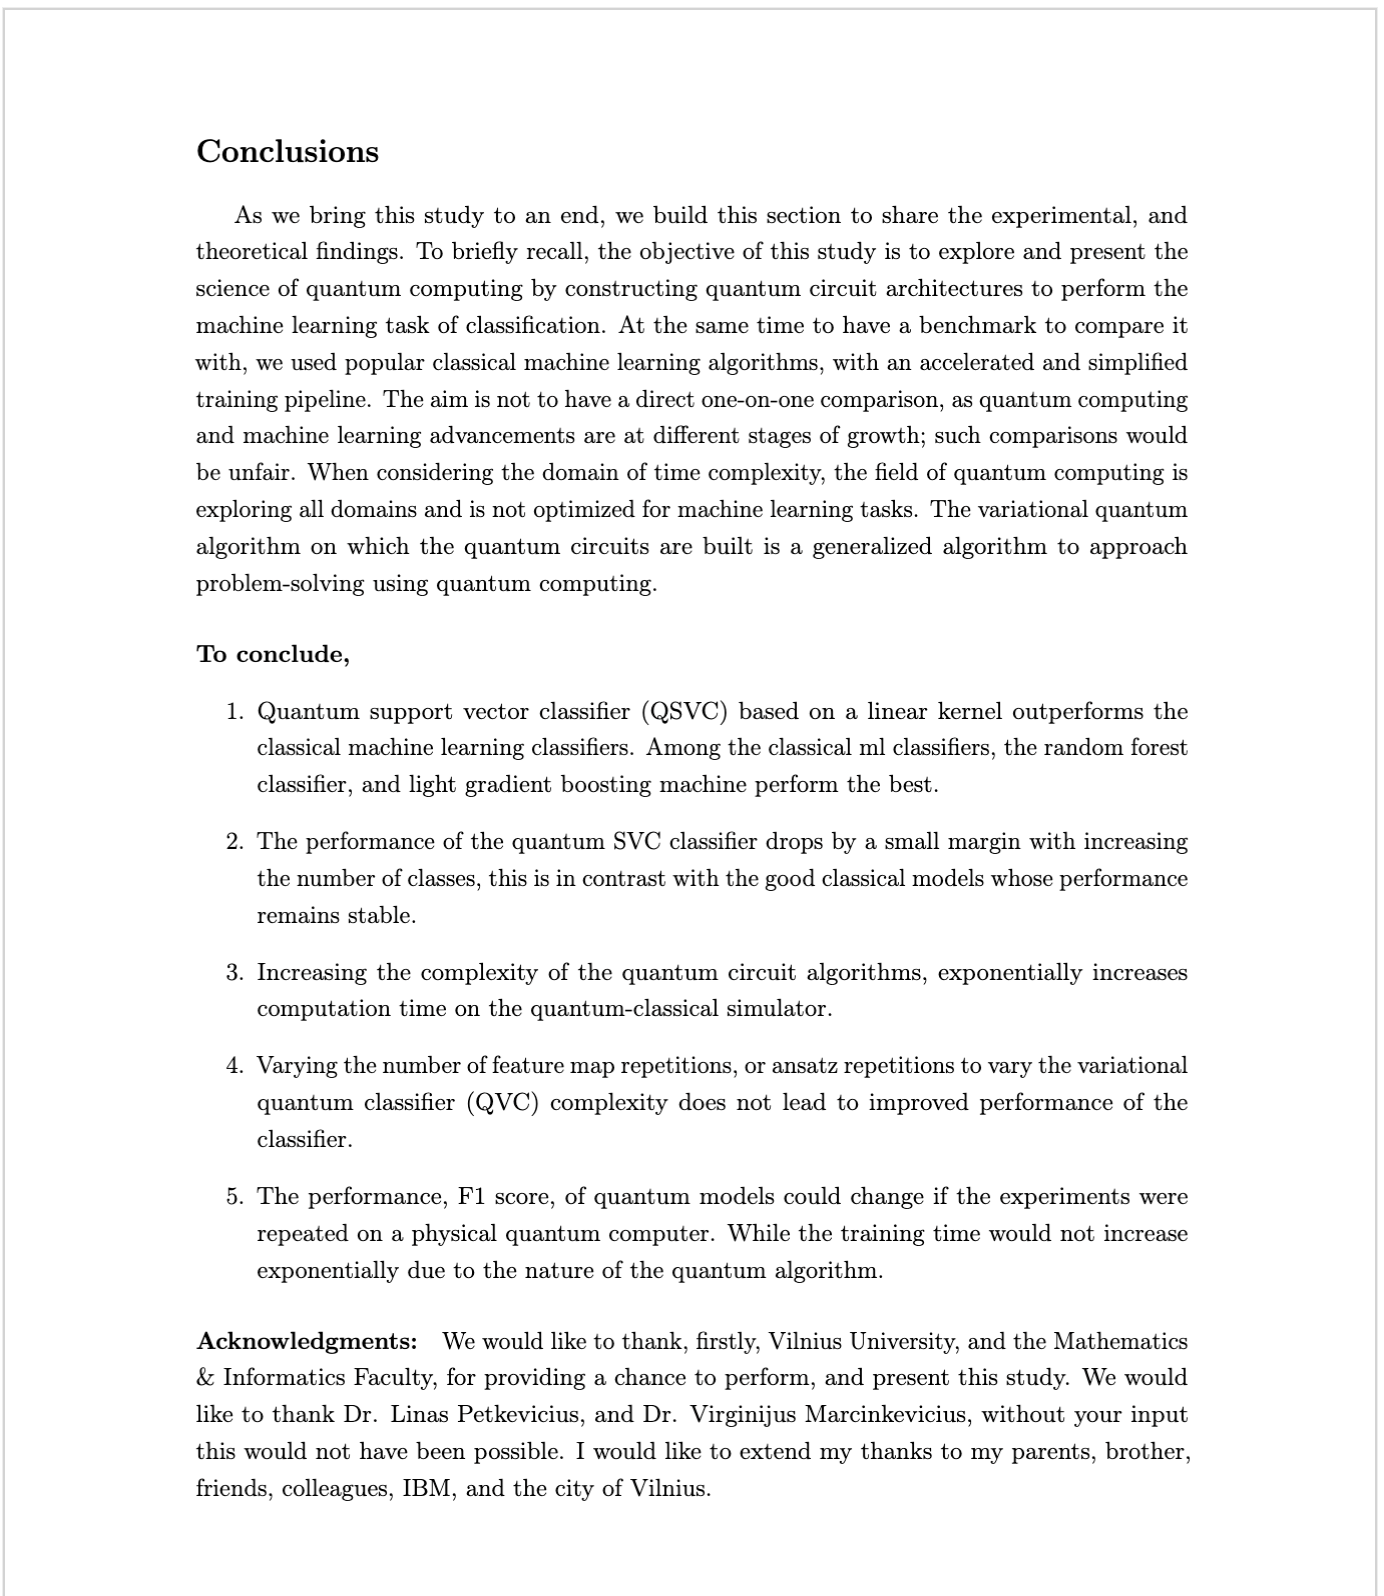 Conclusions
As we bring this study to an end, we build this section to share the experimental, and
theoretical findings. To briefly recall, the objective of this study is to explore and present the
science of quantum computing by constructing quantum circuit architectures to perform the
machine learning task of classification. At the same time to have a benchmark to compare it
with, we used popular classical machine learning algorithms, with an accelerated and simplified
training pipeline. The aim is not to have a direct one-on-one comparison, as quantum computing
and machine learning advancements are at different stages of growth; such comparisons would
be unfair. When considering the domain of time complexity, the field of quantum computing is
exploring all domains and is not optimized for machine learning tasks. The variational quantum
algorithm on which the quantum circuits are built is a generalized algorithm to approach
problem-solving using quantum computing.
To conclude,
1. Quantum support vector classifier (QSVC) based on a linear kernel outperforms the
classical machine learning classifiers. Among the classical ml classifiers, the random forest
classifier, and light gradient boosting machine perform the best.
2. The performance of the quantum SVC classifier drops by a small margin with increasing
the number of classes, this is in contrast with the good classical models whose performance
remains stable.
3. Increasing the complexity of the quantum circuit algorithms, exponentially increases
computation time on the quantum-classical simulator.
4. Varying the number of feature map repetitions, or ansatz repetitions to vary the variational
quantum classifier (QVC) complexity does not lead to improved performance of the
classifier.
5. The performance, F1 score, of quantum models could change if the experiments were
repeated on a physical quantum computer. While the training time would not increase
exponentially due to the nature of the quantum algorithm.
Acknowledgments: We would like to thank, firstly, Vilnius University, and the Mathematics
& Informatics Faculty, for providing a chance to perform, and present this study. We would
like to thank Dr. Linas Petkevicius, and Dr. Virginijus Marcinkevicius, without your input
this would not have been possible. I would like to extend my thanks to my parents, brother,
friends, colleagues, IBM, and the city of Vilnius.